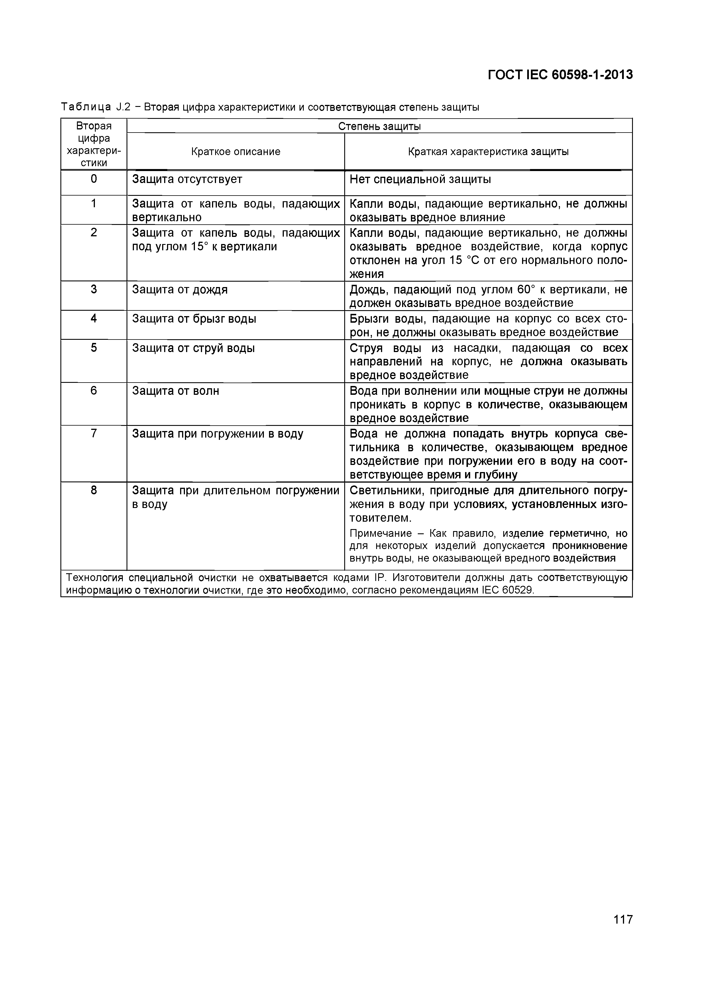 ГОСТ IEC 60598-1-2013
Таблица J.2 – Вторая цифра характеристики и соответствующая степень защиты
Вторая
цифра
характери-
стики
Степень защиты
Краткое описание
Краткая характеристика защиты
0
Защита отсутствует
Нет специальной защиты
1
Защита от капель воды, падающих
вертикально
Капли воды, падающие вертикально, не должны
оказывать вредное влияние
2
Защита от капель воды, падающих
под углом 15° к вертикали
Капли воды, падающие вертикально, не должны
оказывать вредное воздействие, когда корпус
отклонен на угол 15 °С от его нормального поло-
жения
3
Защита от дождя
Дождь, падающий под углом 60° к вертикали, не
должен оказывать вредное воздействие
4
Защита от брызг воды
Брызги воды, падающие на корпус со всех сто-
рон, не должны оказывать вредное воздействие
5
Защита от струй воды
Струя воды из насадки, падающая со всех
направлений на корпус, не должна оказывать
вредное воздействие
6
Защита от волн
Вода при волнении или мощные струи не должны
проникать в корпус в количестве, оказывающем
вредное воздействие
7
Защита при погружении в воду
Вода не должна попадать внутрь корпуса све-
тильника в количестве, оказывающем вредное
воздействие при погружении его в воду на соот-
ветствующее время и глубину
8
Защита при длительном погружении
в воду
Светильники, пригодные для длительного погру-
жения в воду при условиях, установленных изго-
товителем.
Примечание – Как правило, изделие герметично, но
для некоторых изделий допускается проникновение
внутрь воды, не оказывающей вредного воздействия
Технология специальной очистки не охватывается кодами IP. Изготовители должны дать соответствующую
информацию о технологии очистки, где это необходимо, согласно рекомендациям IEC 60529.
117